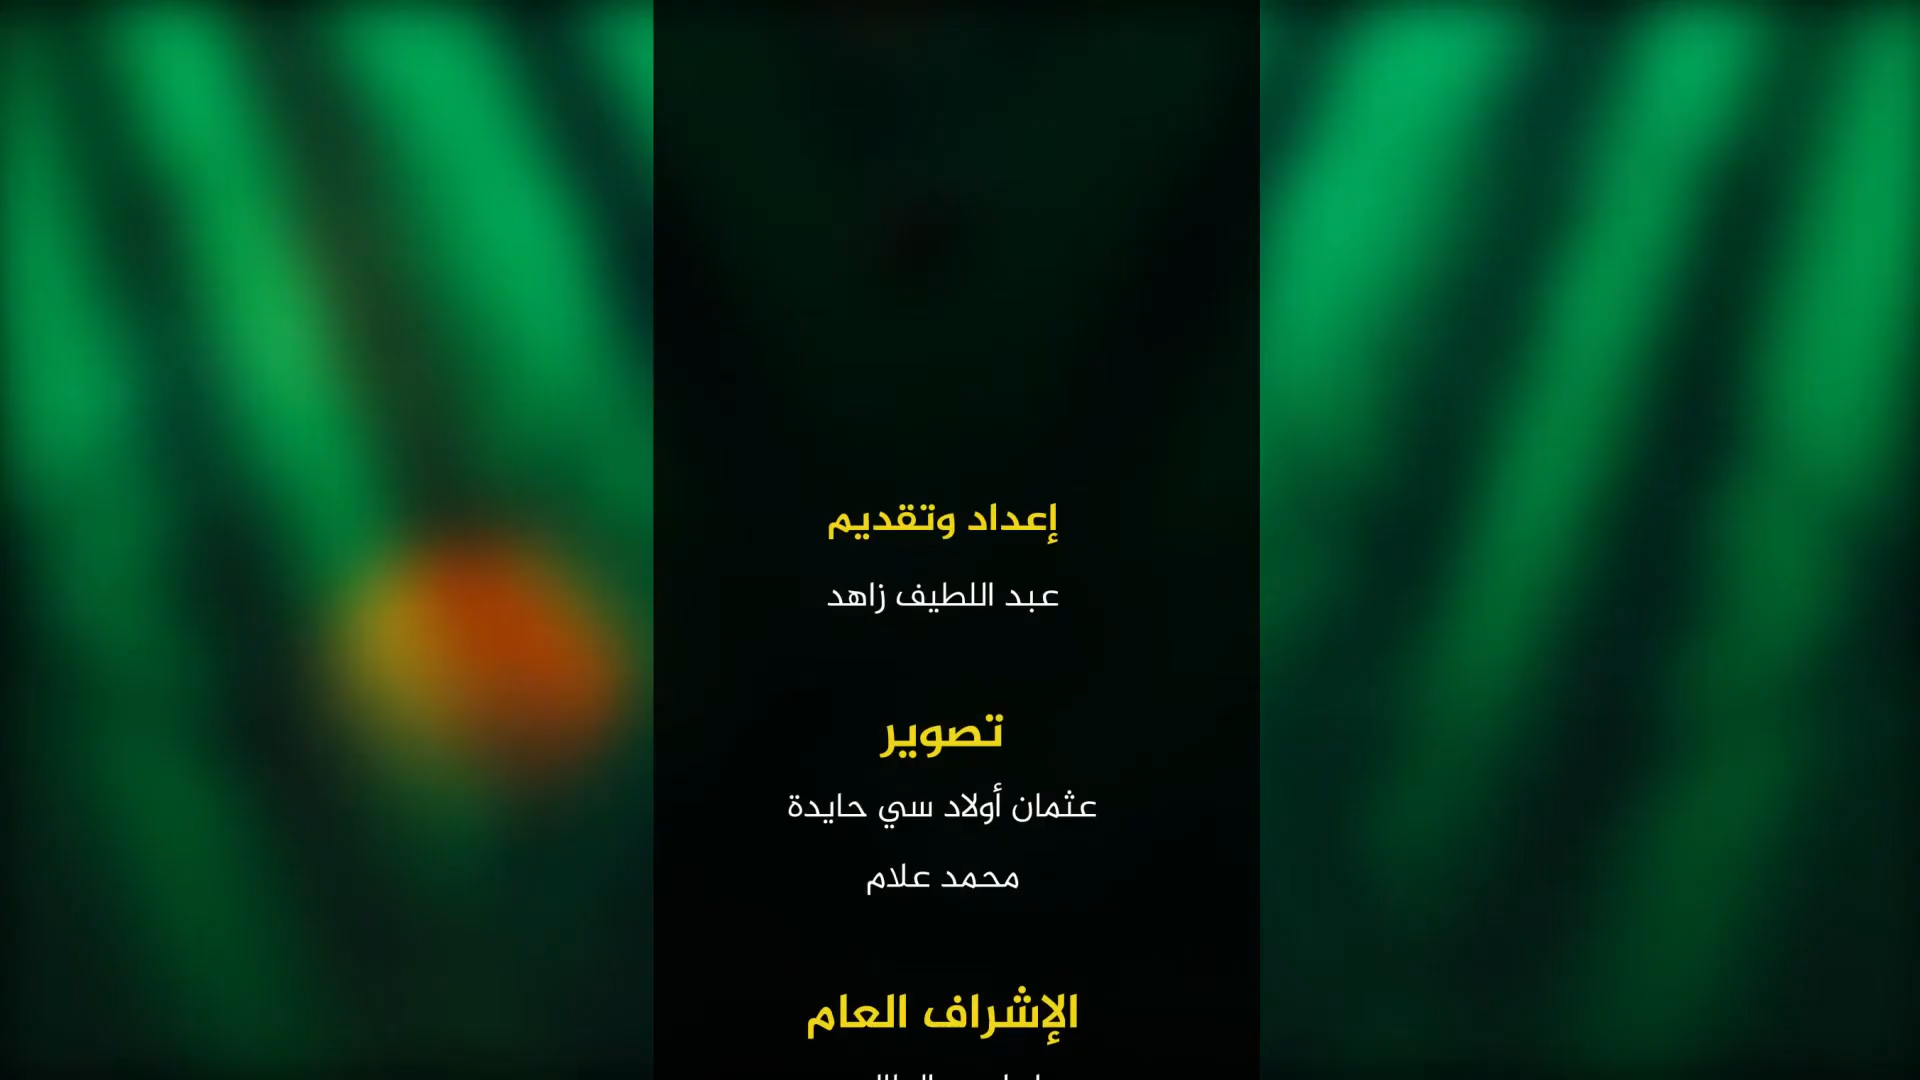 إعداد وتقديم
عبد اللطيف زاهد
تصوير
عثمان أولاد سي حايدة
محمد علام
الإشراف العام